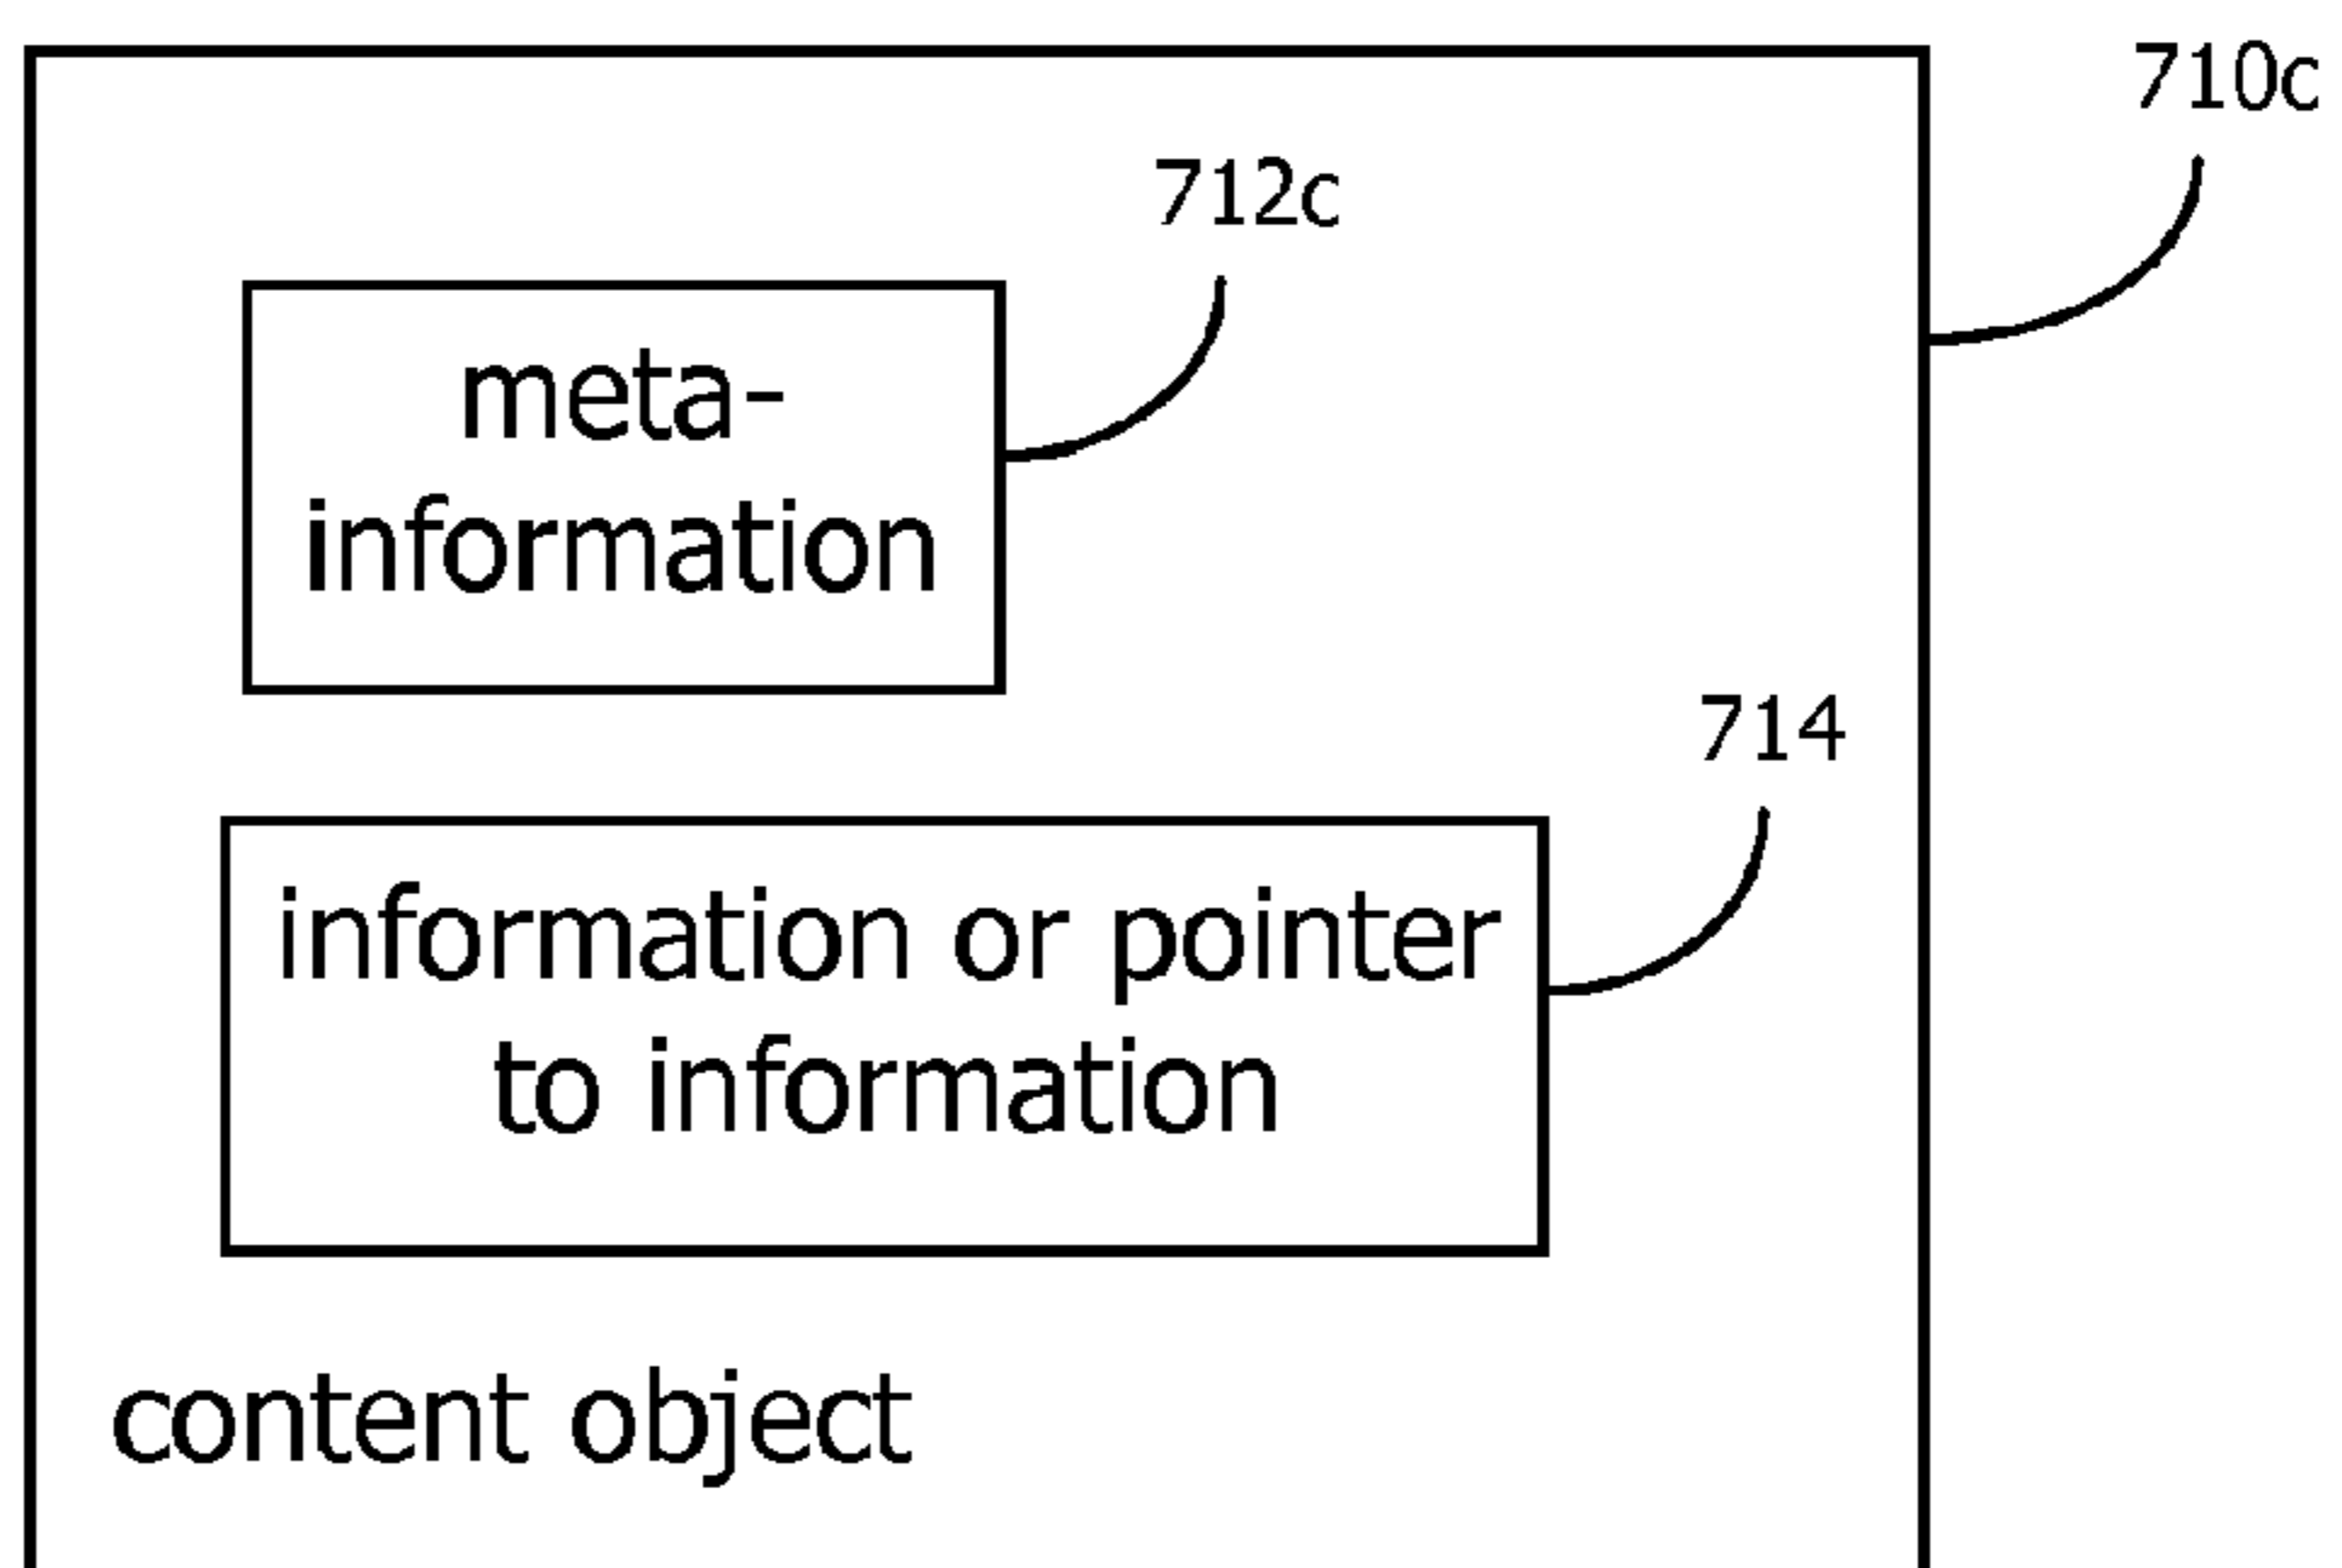 710c
712c
meta-
information
714
information or pointer
to information
content object